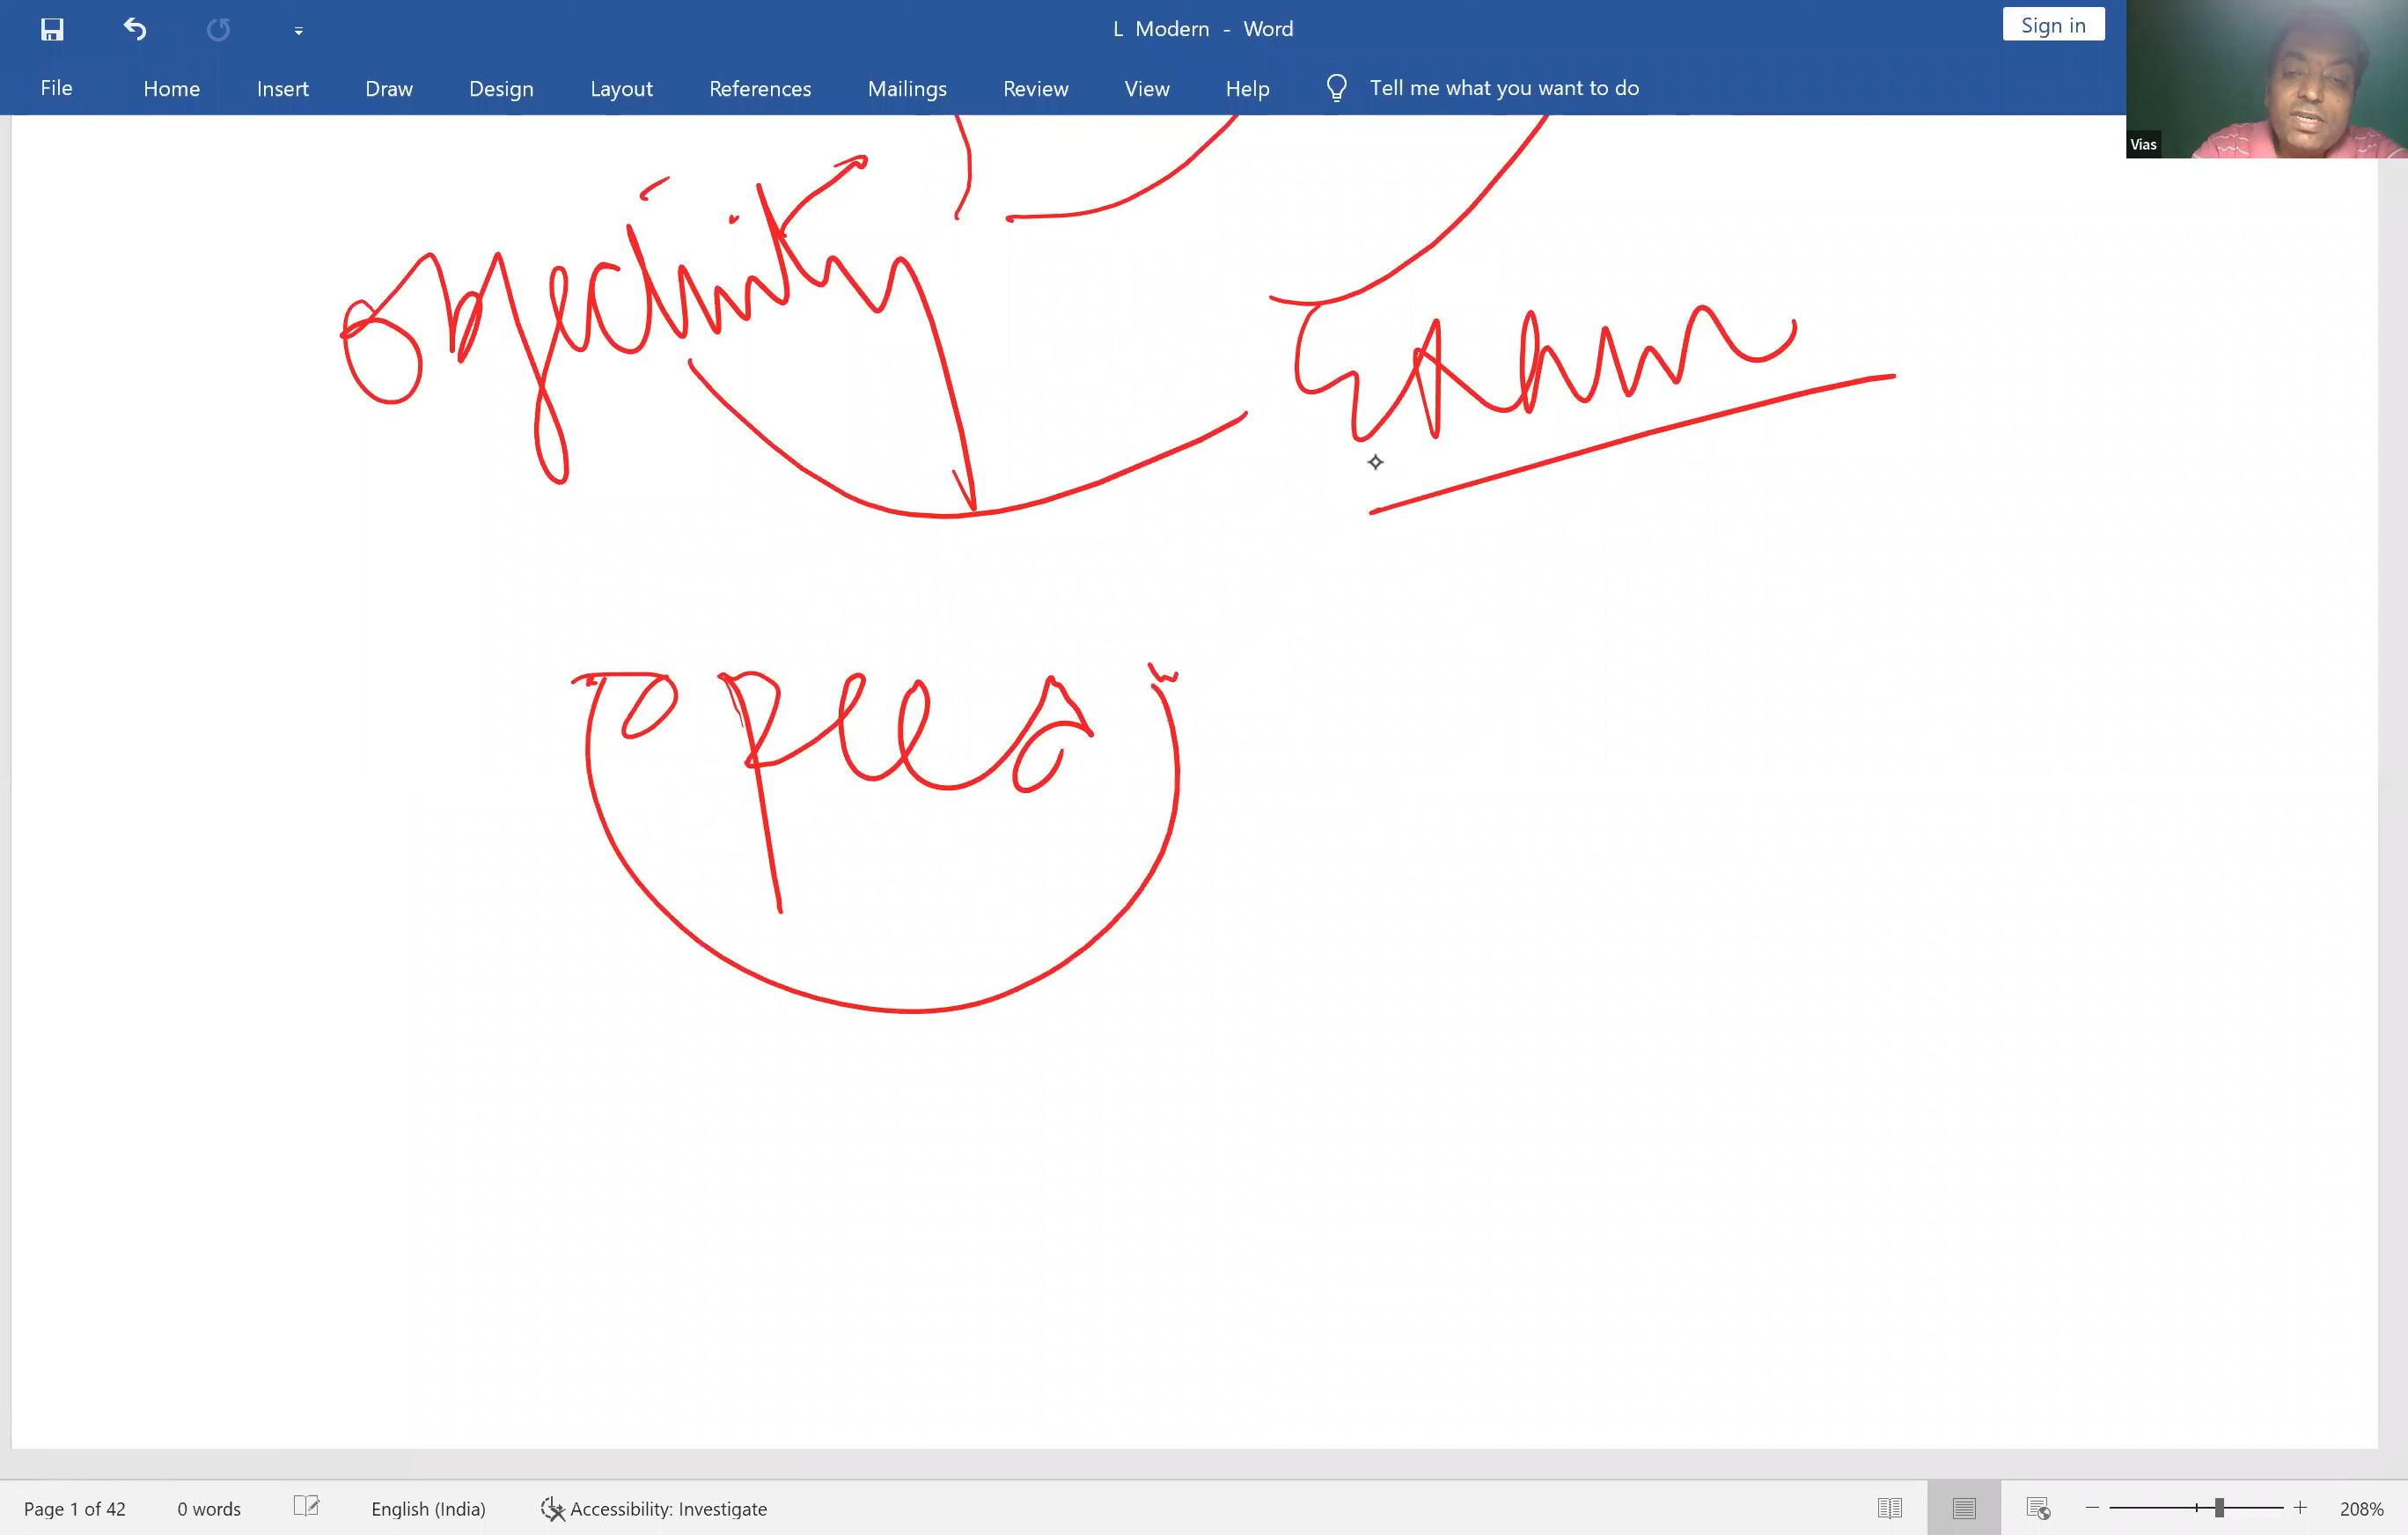 L Modern - Word
Sign in
File Home Insert Draw Design Layout References Mailings Review View Help Tell me what you want to do
Vias
Objectivity
Exam
Page 1 of 42 0 words English (India) Accessibility: Investigate 208%